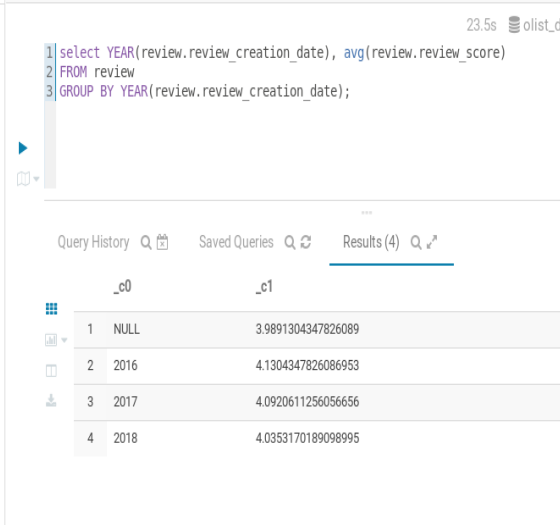 23.5s olist_d
1 select YEAR(review.review_creation_date), avg(review.review_score)
2 FROM review
3 GROUP BY YEAR(review.review_creation_date);
Query History Saved Queries Results (4)
_c0 _c1
1 NULL 3.9891304347826089
2 2016 4.1304347826086953
3 2017 4.0920611256056656
4 2018 4.0353170189098995